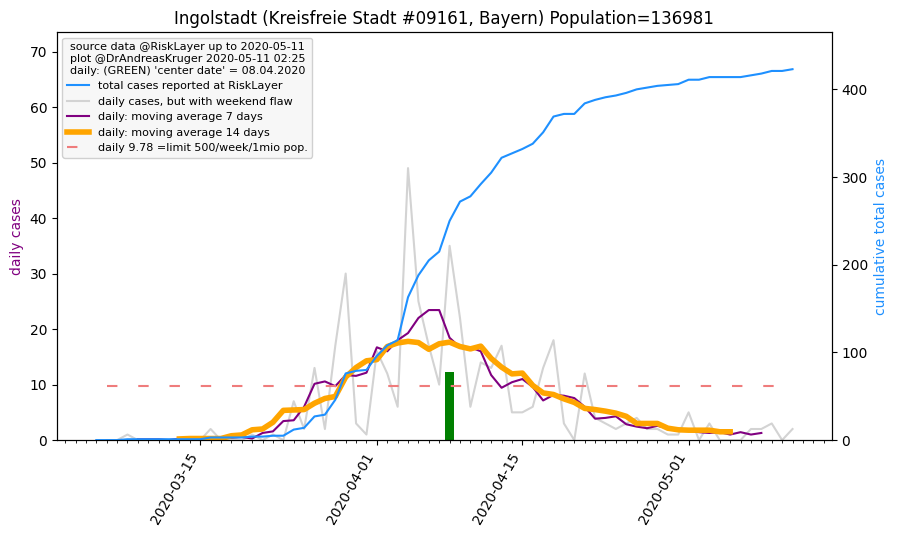 Ingolstadt (Kreisfreie Stadt #09161, Bayern) Population=136981
source data @RiskLayer up to 2020-05-11
plot @DrAndreasKruger 2020-05-11 02:25
daily: (GREEN) 'center date' = 08.04.2020
total cases reported at RiskLayer
daily cases, but with weekend flaw
daily: moving average 7 days
daily: moving average 14 days
daily 9.78 =limit 500/week/1mio pop.
daily cases
70
60
50
40
30
20
10
0
cumulative total cases
400
300
200
100
0
2020-03-15
2020-04-01
2020-04-15
2020-05-01